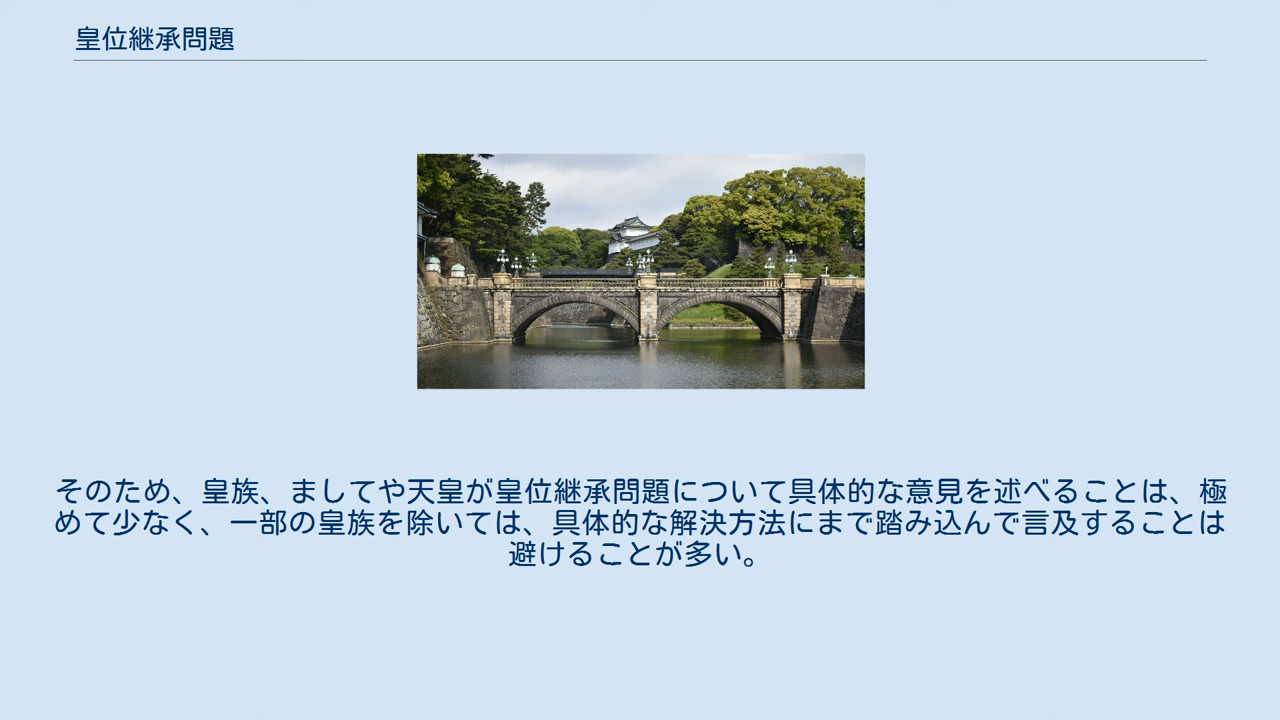 皇位継承問題
そのため、皇族、ましてや天皇が皇位継承問題について具体的な意見を述べることは、極
めて少なく、一部の皇族を除いては、具体的な解決方法にまで踏み込んで言及することは
避けることが多い。